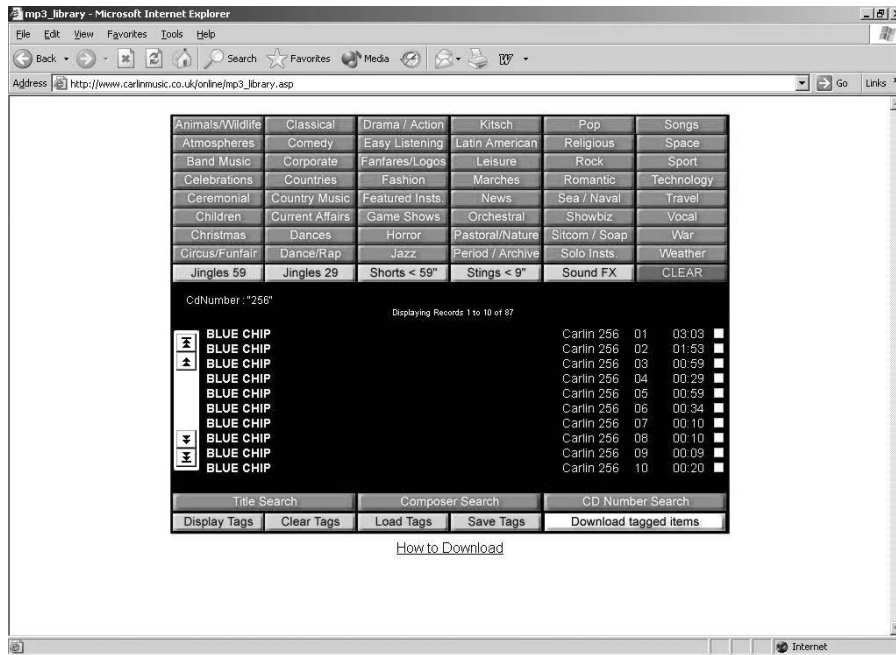 mp3_library - Microsoft Internet Explorer
File Edit View Favorites Tools Help
Back Search Favorites Media
Address http://www.carlinmusic.co.uk/online/mp3_library.asp Go Links
Animals/Wildlife Classical Drama / Action Kitsch Pop Songs
Atmospheres Comedy Easy Listening Latin American Religious Space
Band Music Corporate Fanfares/Logos Leisure Rock Sport
Celebrations Countries Fashion Marches Romantic Technology
Ceremonial Country Music Featured Insts. News Sea / Naval Travel
Children Current Affairs Game Shows Orchestral Showbiz Vocal
Christmas Dances Horror Pastoral/Nature Sitcom / Soap War
Circus/Funfair Dance/Rap Jazz Period / Archive Solo Insts. Weather
Jingles 59 Jingles 29 Shorts < 59" Stings < 9" Sound FX CLEAR
CdNumber : "256"
Displaying Records 1 to 10 of 87
BLUE CHIP Carlin 256 01 03:03
BLUE CHIP Carlin 256 02 01:53
BLUE CHIP Carlin 256 03 00:59
BLUE CHIP Carlin 256 04 00:29
BLUE CHIP Carlin 256 05 00:59
BLUE CHIP Carlin 256 06 00:34
BLUE CHIP Carlin 256 07 00:10
BLUE CHIP Carlin 256 08 00:10
BLUE CHIP Carlin 256 09 00:09
BLUE CHIP Carlin 256 10 00:20
Title Search Composer Search CD Number Search
Display Tags Clear Tags Load Tags Save Tags Download tagged items
How to Download
Internet